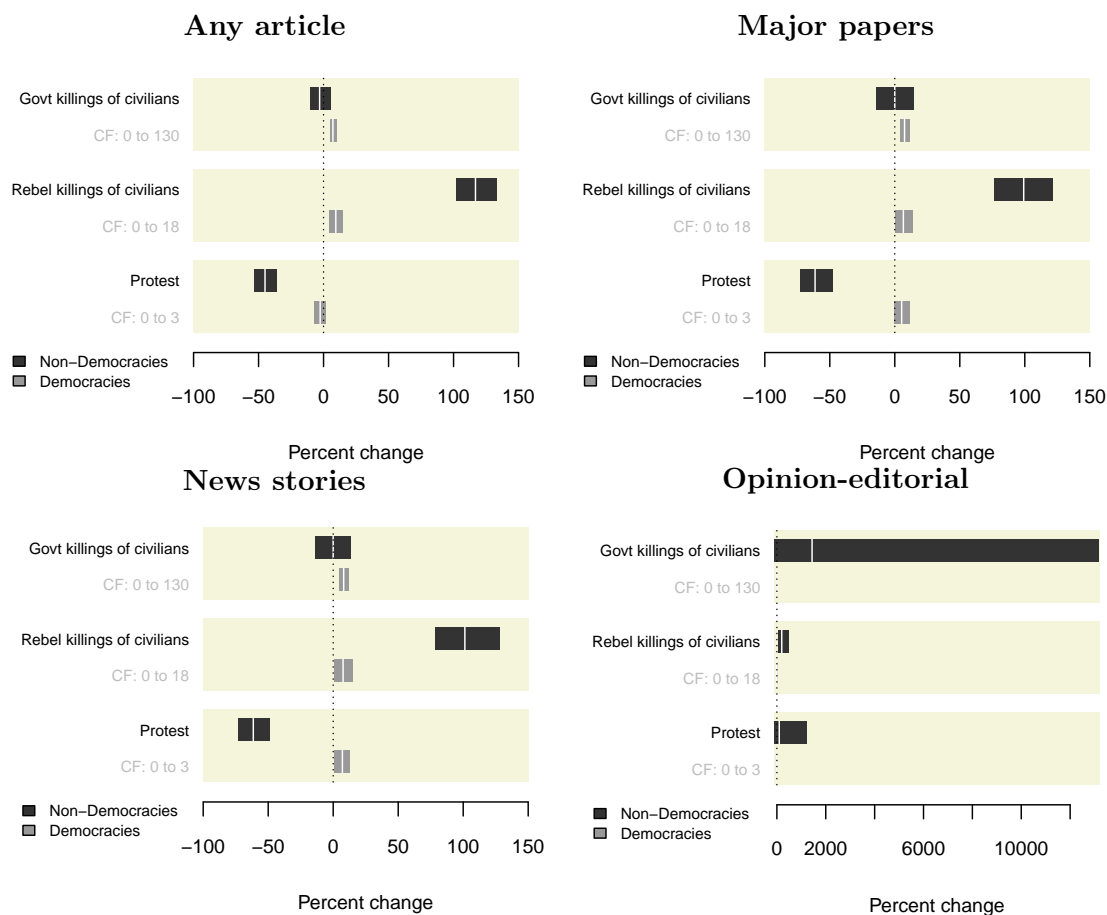 Any article
Govt killings of civilians
CF: 0 to 130
Rebel killings of civilians
CF: 0 to 18
Protest
CF: 0 to 3
Non−Democracies
Democracies
−100 −50 0 50 100 150
Percent change
Major papers
Govt killings of civilians
CF: 0 to 130
Rebel killings of civilians
CF: 0 to 18
Protest
CF: 0 to 3
Non−Democracies
Democracies
−100 −50 0 50 100 150
Percent change
News stories
Govt killings of civilians
CF: 0 to 130
Rebel killings of civilians
CF: 0 to 18
Protest
CF: 0 to 3
Non−Democracies
Democracies
−100 −50 0 50 100 150
Percent change
Opinion-editorial
Govt killings of civilians
CF: 0 to 130
Rebel killings of civilians
CF: 0 to 18
Protest
CF: 0 to 3
Non−Democracies
Democracies
0 2000 6000 10000
Percent change